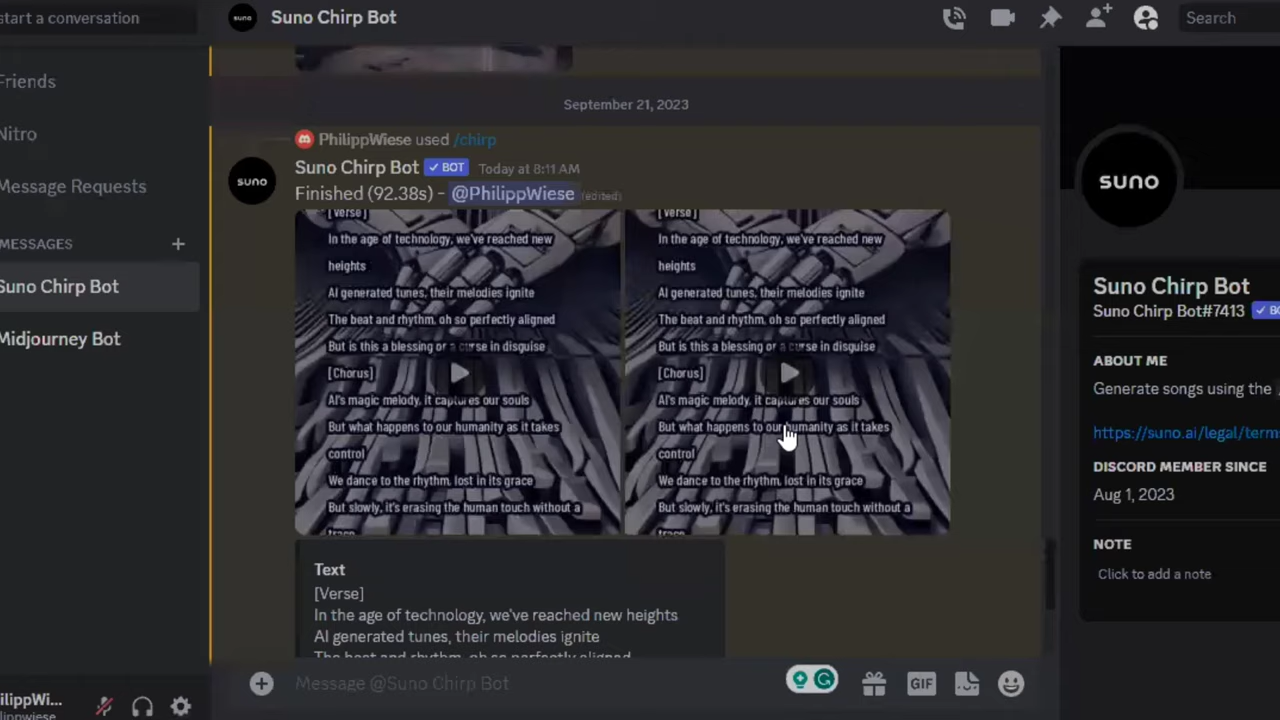 start a conversation
suno
Suno Chirp Bot
Search
Friends
Nitro
Message Requests
MESSAGES
Suno Chirp Bot
Midjourney Bot
September 21, 2023
PhilippWiese used /chirp
suno
Suno Chirp Bot BOT Today at 8:11 AM
Finished (92.38s) - @PhilippWiese (edited)
[Verse]
In the age of technology, we've reached new
heights
AI generated tunes, their melodies ignite
The beat and rhythm, oh so perfectly aligned
But is this a blessing or a curse in disguise
[Chorus]
AI's magic melody, it captures our souls
But what happens to our humanity as it takes
control
We dance to the rhythm, lost in its grace
But slowly, it's erasing the human touch without a
trace
[Verse]
In the age of technology, we've reached new
heights
AI generated tunes, their melodies ignite
The beat and rhythm, oh so perfectly aligned
But is this a blessing or a curse in disguise
[Chorus]
AI's magic melody, it captures our souls
But what happens to our humanity as it takes
control
We dance to the rhythm, lost in its grace
But slowly, it's erasing the human touch without a
trace
Text
[Verse]
In the age of technology, we've reached new heights
AI generated tunes, their melodies ignite
The beat and rhythm, oh so perfectly aligned
Message @Suno Chirp Bot
GIF
suno
Suno Chirp Bot
Suno Chirp Bot#7413 BO
ABOUT ME
Generate songs using the
https://suno.ai/legal/term
DISCORD MEMBER SINCE
Aug 1, 2023
NOTE
Click to add a note
ilippWi...
lippwiese